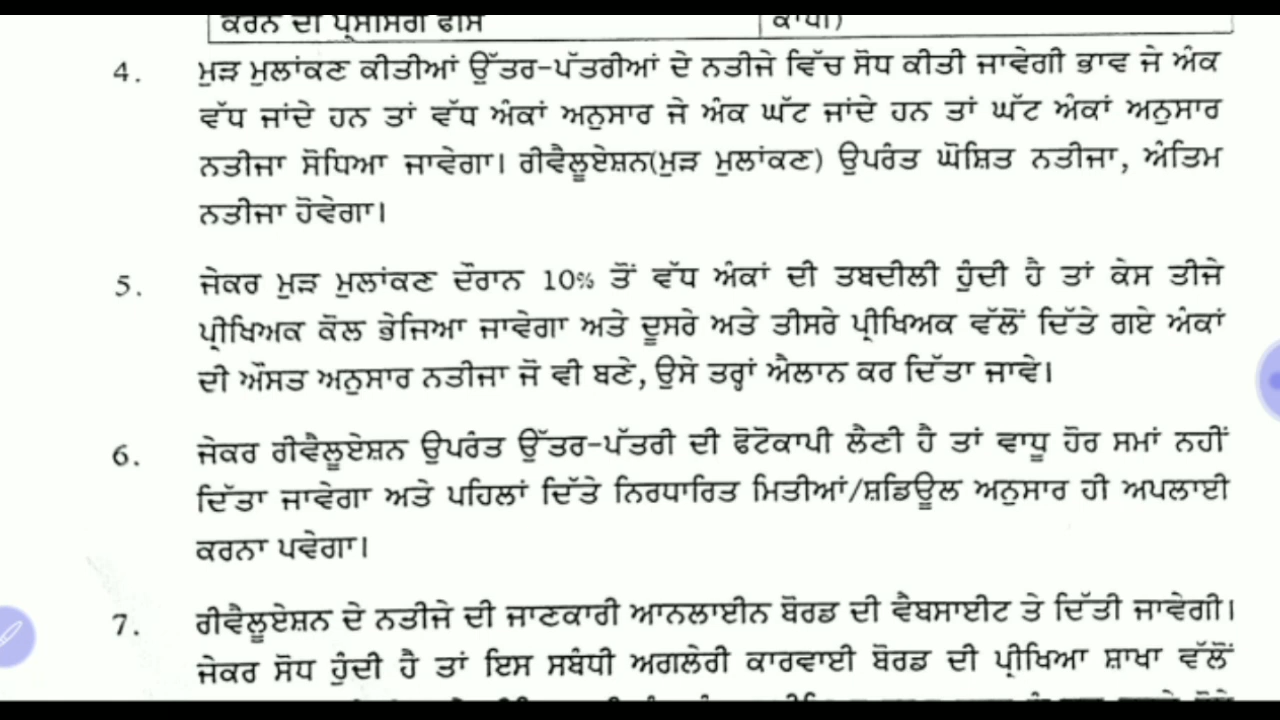 ਕਰਨ ਦੀ ਪ੍ਰੋਸੈਸਿੰਗ ਫੀਸ ਕਾਪੀ)
4. ਮੁੜ ਮੁਲਾਂਕਣ ਕੀਤੀਆਂ ਉੱਤਰ-ਪੱਤਰੀਆਂ ਦੇ ਨਤੀਜੇ ਵਿੱਚ ਸੋਧ ਕੀਤੀ ਜਾਵੇਗੀ ਭਾਵ ਜੇ ਅੰਕ
ਵੱਧ ਜਾਂਦੇ ਹਨ ਤਾਂ ਵੱਧ ਅੰਕਾਂ ਅਨੁਸਾਰ ਜੇ ਅੰਕ ਘੱਟ ਜਾਂਦੇ ਹਨ ਤਾਂ ਘੱਟ ਅੰਕਾਂ ਅਨੁਸਾਰ
ਨਤੀਜਾ ਸੋਧਿਆ ਜਾਵੇਗਾ। ਰੀਵੈਲੂਏਸ਼ਨ(ਮੁੜ ਮੁਲਾਂਕਣ) ਉਪਰੰਤ ਘੋਸ਼ਿਤ ਨਤੀਜਾ, ਅੰਤਿਮ
ਨਤੀਜਾ ਹੋਵੇਗਾ।
5. ਜੇਕਰ ਮੁੜ ਮੁਲਾਂਕਣ ਦੌਰਾਨ 10% ਤੋਂ ਵੱਧ ਅੰਕਾਂ ਦੀ ਤਬਦੀਲੀ ਹੁੰਦੀ ਹੈ ਤਾਂ ਕੇਸ ਤੀਜੇ
ਪ੍ਰੀਖਿਅਕ ਕੋਲ ਭੇਜਿਆ ਜਾਵੇਗਾ ਅਤੇ ਦੂਸਰੇ ਅਤੇ ਤੀਸਰੇ ਪ੍ਰੀਖਿਅਕ ਵੱਲੋਂ ਦਿੱਤੇ ਗਏ ਅੰਕਾਂ
ਦੀ ਔਸਤ ਅਨੁਸਾਰ ਨਤੀਜਾ ਜੋ ਵੀ ਬਣੇ, ਉਸੇ ਤਰ੍ਹਾਂ ਐਲਾਨ ਕਰ ਦਿੱਤਾ ਜਾਵੇ।
6. ਜੇਕਰ ਰੀਵੈਲੂਏਸ਼ਨ ਉਪਰੰਤ ਉੱਤਰ-ਪੱਤਰੀ ਦੀ ਫੋਟੋਕਾਪੀ ਲੈਣੀ ਹੈ ਤਾਂ ਵਾਧੂ ਹੋਰ ਸਮਾਂ ਨਹੀਂ
ਦਿੱਤਾ ਜਾਵੇਗਾ ਅਤੇ ਪਹਿਲਾਂ ਦਿੱਤੇ ਨਿਰਧਾਰਿਤ ਮਿਤੀਆਂ/ਸ਼ਡਿਊਲ ਅਨੁਸਾਰ ਹੀ ਅਪਲਾਈ
ਕਰਨਾ ਪਵੇਗਾ।
7. ਰੀਵੈਲੂਏਸ਼ਨ ਦੇ ਨਤੀਜੇ ਦੀ ਜਾਣਕਾਰੀ ਆਨਲਾਈਨ ਬੋਰਡ ਦੀ ਵੈਬਸਾਈਟ ਤੇ ਦਿੱਤੀ ਜਾਵੇਗੀ।
ਜੇਕਰ ਸੋਧ ਹੁੰਦੀ ਹੈ ਤਾਂ ਇਸ ਸਬੰਧੀ ਅਗਲੇਰੀ ਕਾਰਵਾਈ ਬੋਰਡ ਦੀ ਪ੍ਰੀਖਿਆ ਸ਼ਾਖਾ ਵੱਲੋਂ